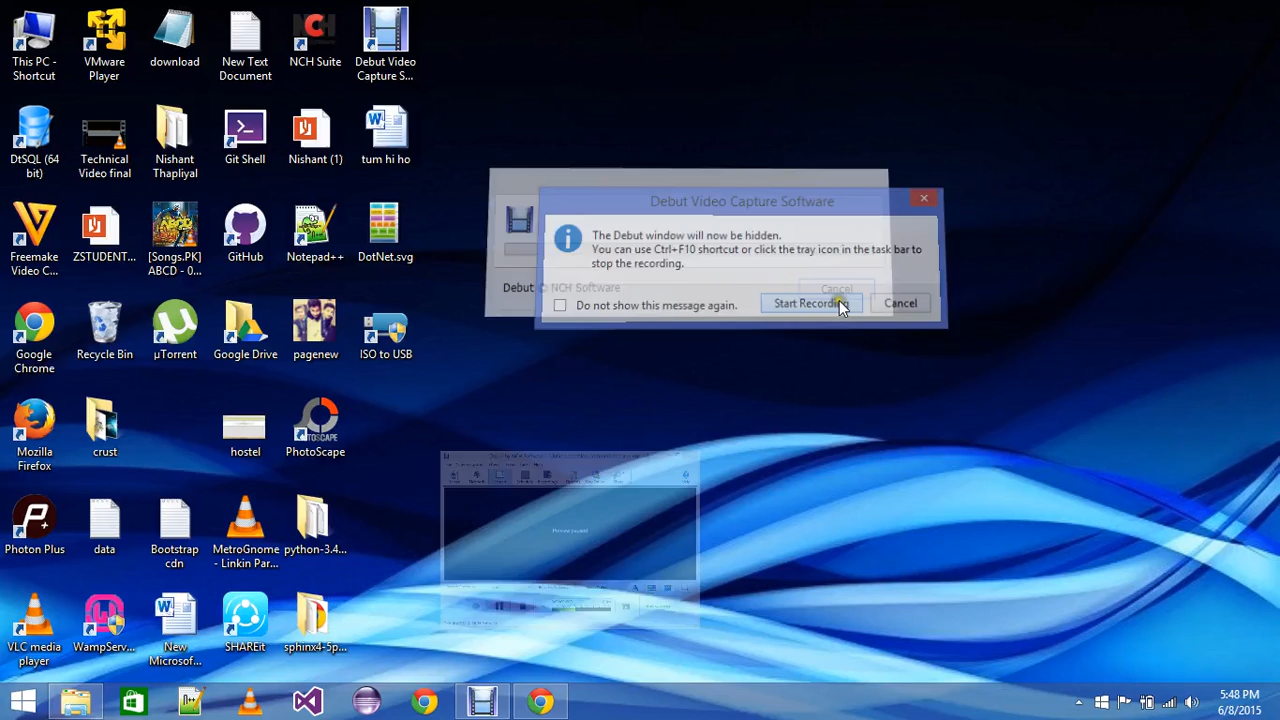 This PC -
Shortcut
VMware
Player
download
New Text
Document
NCH
NCH Suite
Debut Video
Capture S...
DtSQL (64
bit)
Technical
Video final
Nishant
Thapliyal
Git Shell
Nishant (1)
tum hi ho
Freemake
Video C...
ZSTUDENT...
[Songs.PK]
ABCD - 0...
GitHub
Notepad++
DotNet.svg
Google
Chrome
Recycle Bin
µTorrent
Google Drive
pagenew
ISO to USB
Mozilla
Firefox
crust
hostel
PHOTOSCAPE
PhotoScape
Photon Plus
data
Bootstrap
cdn
MetroGnome
- Linkin Par...
python-3.4...
VLC media
player
WampServ...
New
Microsof...
SHAREit
sphinx4-5p...
Debut Video Capture Software
The Debut window will now be hidden.
You can use Ctrl+F10 shortcut or click the tray icon in the task bar to
stop the recording.
Debut © NCH Software
Cancel
Do not show this message again.
Start Recording
Cancel
5:48 PM
6/8/2015